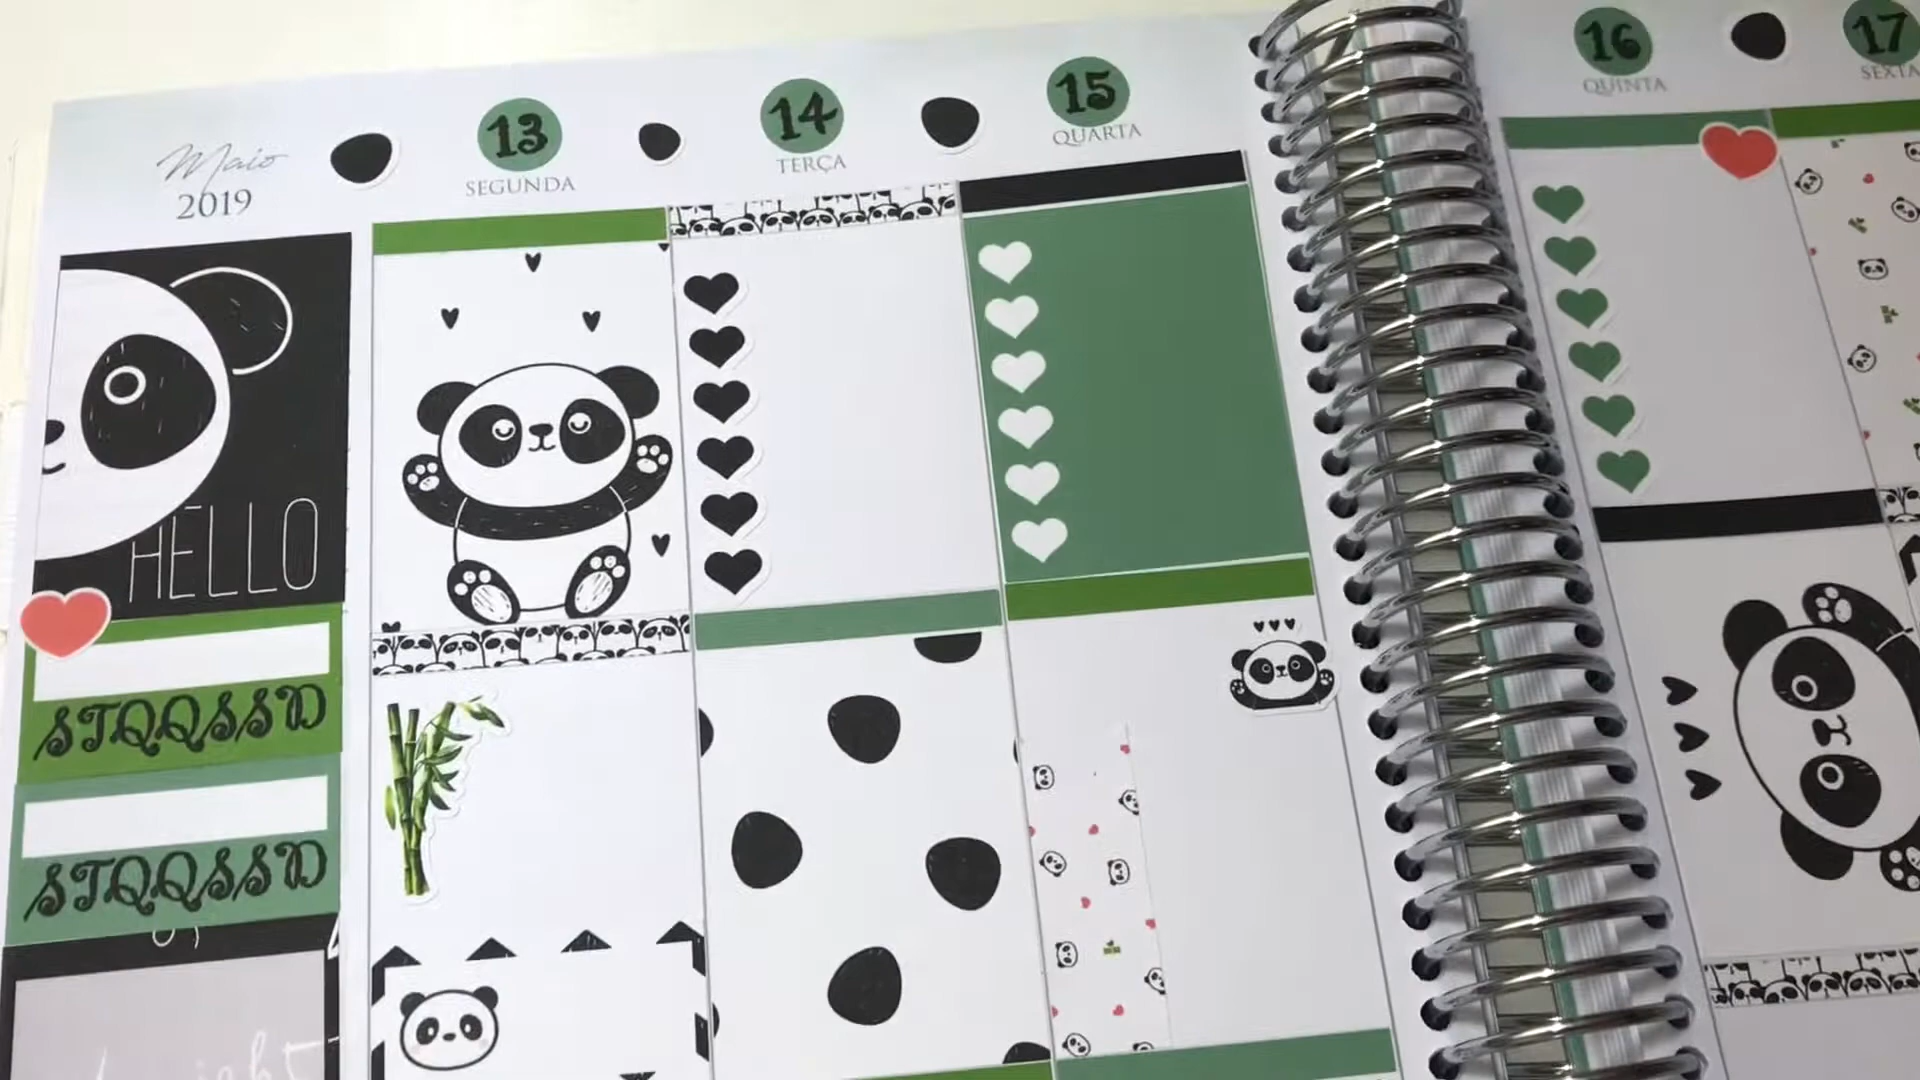 Maio
2019
13
SEGUNDA
14
TERÇA
15
QUARTA
16
QUINTA
17
SEXTA
HELLO
STQQSSD
STQQSSD